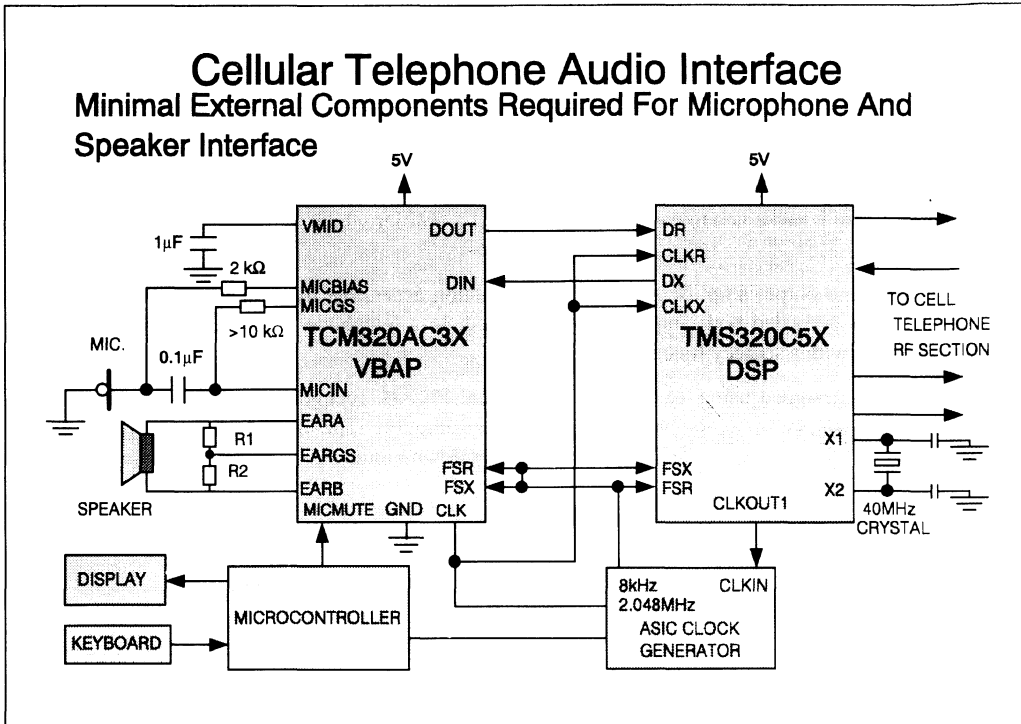 Cellular Telephone Audio Interface
Minimal External Components Required For Microphone And
Speaker Interface
5V
5V
VMID
DOUT
DR
1µF
CLKR
2 kΩ
MICBIAS
DIN
DX
MICGS
CLKX
>10 kΩ
TO CELL
TELEPHONE
RF SECTION
TCM320AC3X
VBAP
TMS320C5X
DSP
MIC.
0.1µF
MICIN
EARA
R1
X1
EARGS
R2
FSR
FSX
EARB
FSX
FSR
X2
SPEAKER
MICMUTE
GND
CLK
CLKOUT1
40MHz
CRYSTAL
DISPLAY
8kHz
CLKIN
2.048MHz
MICROCONTROLLER
ASIC CLOCK
GENERATOR
KEYBOARD